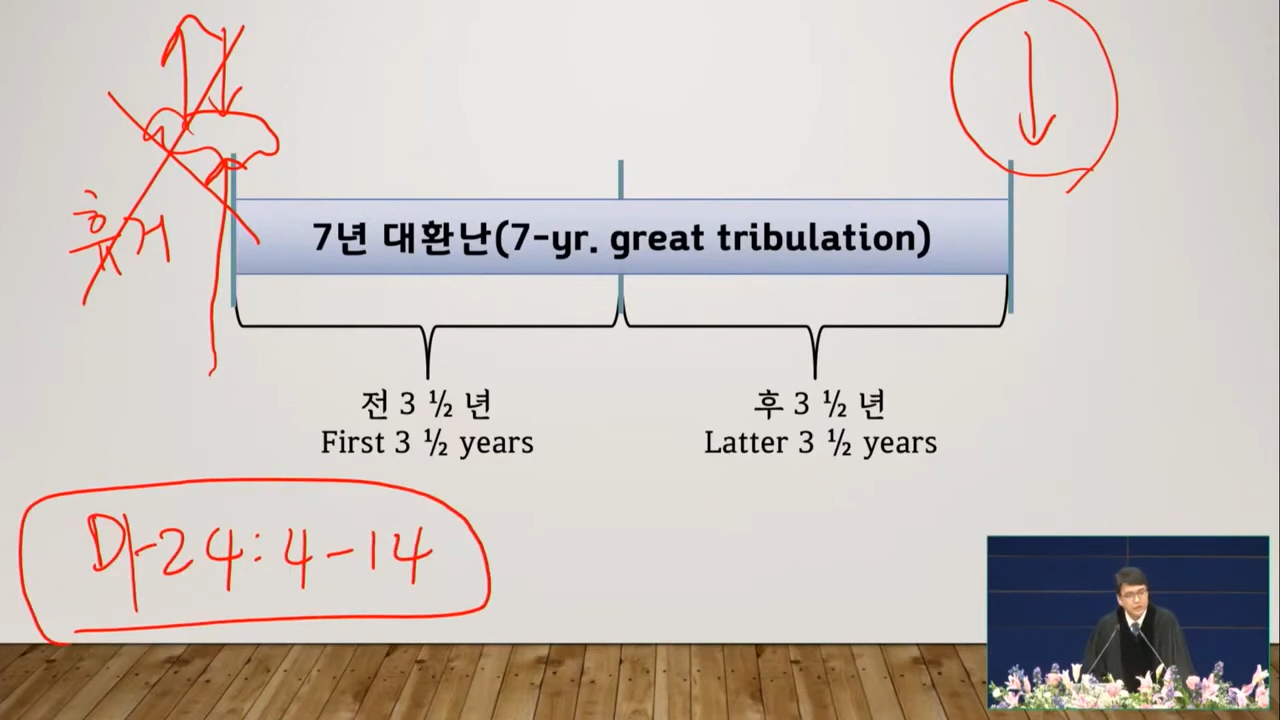 휴거
7년 대환난(7-yr. great tribulation)
전 3 ½ 년
First 3 ½ years
후 3 ½ 년
Latter 3 ½ years
마24:4-14